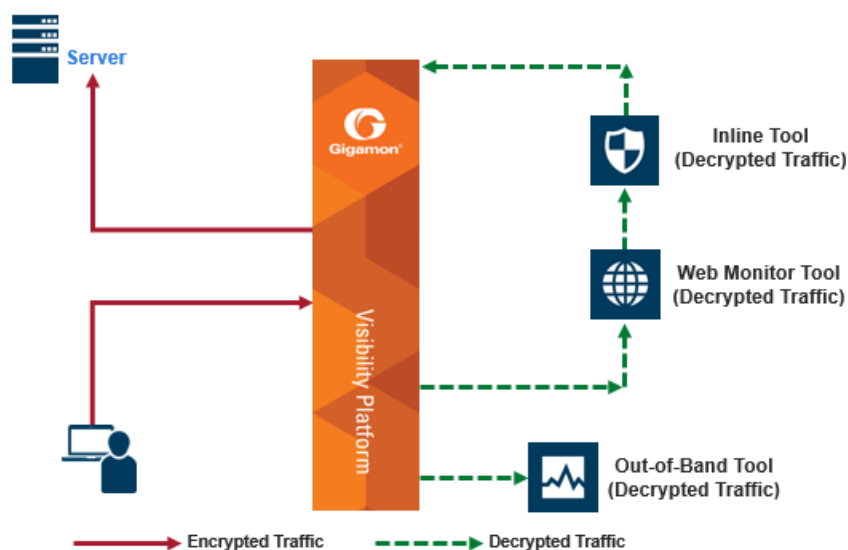 Server
Gigamon®
Inline Tool
(Decrypted Traffic)
Web Monitor Tool
(Decrypted Traffic)
Visibility Platform
Out-of-Band Tool
(Decrypted Traffic)
Encrypted Traffic
Decrypted Traffic